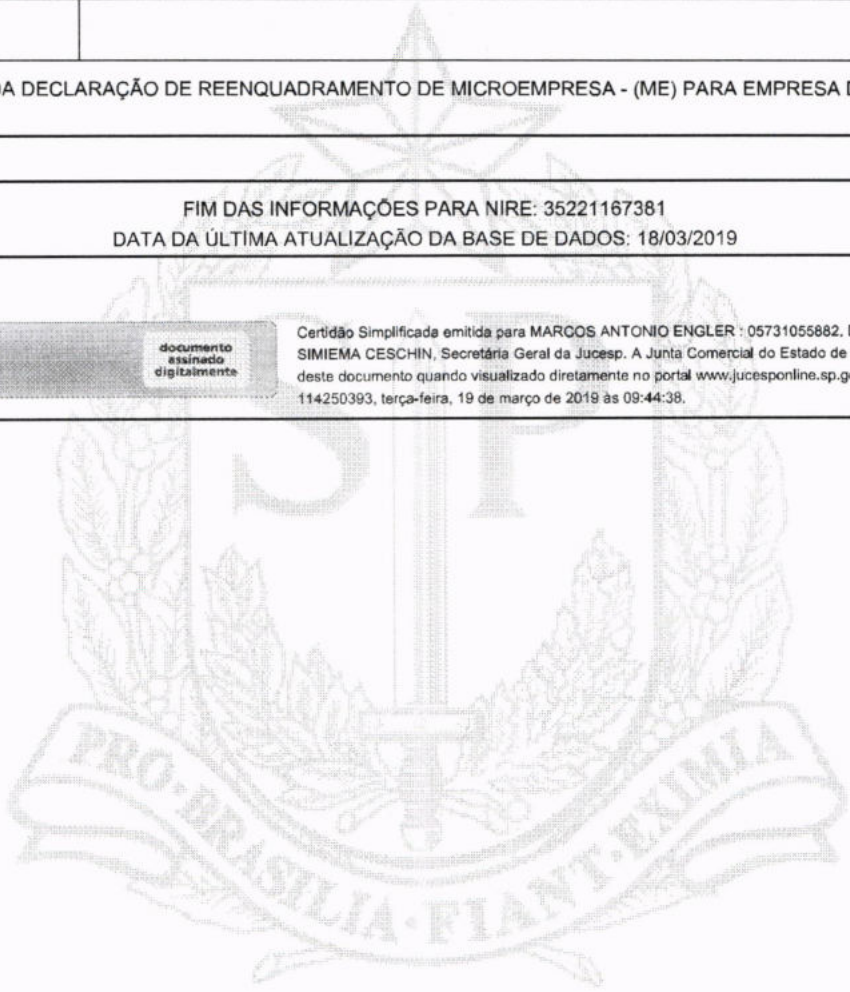 A DECLARAÇÃO DE REENQUADRAMENTO DE MICROEMPRESA - (ME) PARA EMPRESA
FIM DAS INFORMAÇÕES PARA NIRE: 35221167381
DATA DA ÚLTIMA ATUALIZAÇÃO DA BASE DE DADOS: 18/03/2019
documento
assinado
digitalmente
Certidão Simplificada emitida para MARCOS ANTONIO ENGLER : 05731055882.
SIMIEMA CESCHIN, Secretária Geral da Jucesp. A Junta Comercial do Estado de
deste documento quando visualizado diretamente no portal www.jucesponline.sp.g
114250393, terça-feira, 19 de março de 2019 às 09:44:38.
SP
PRO·BRASILIA·FIANT·EXIMIA